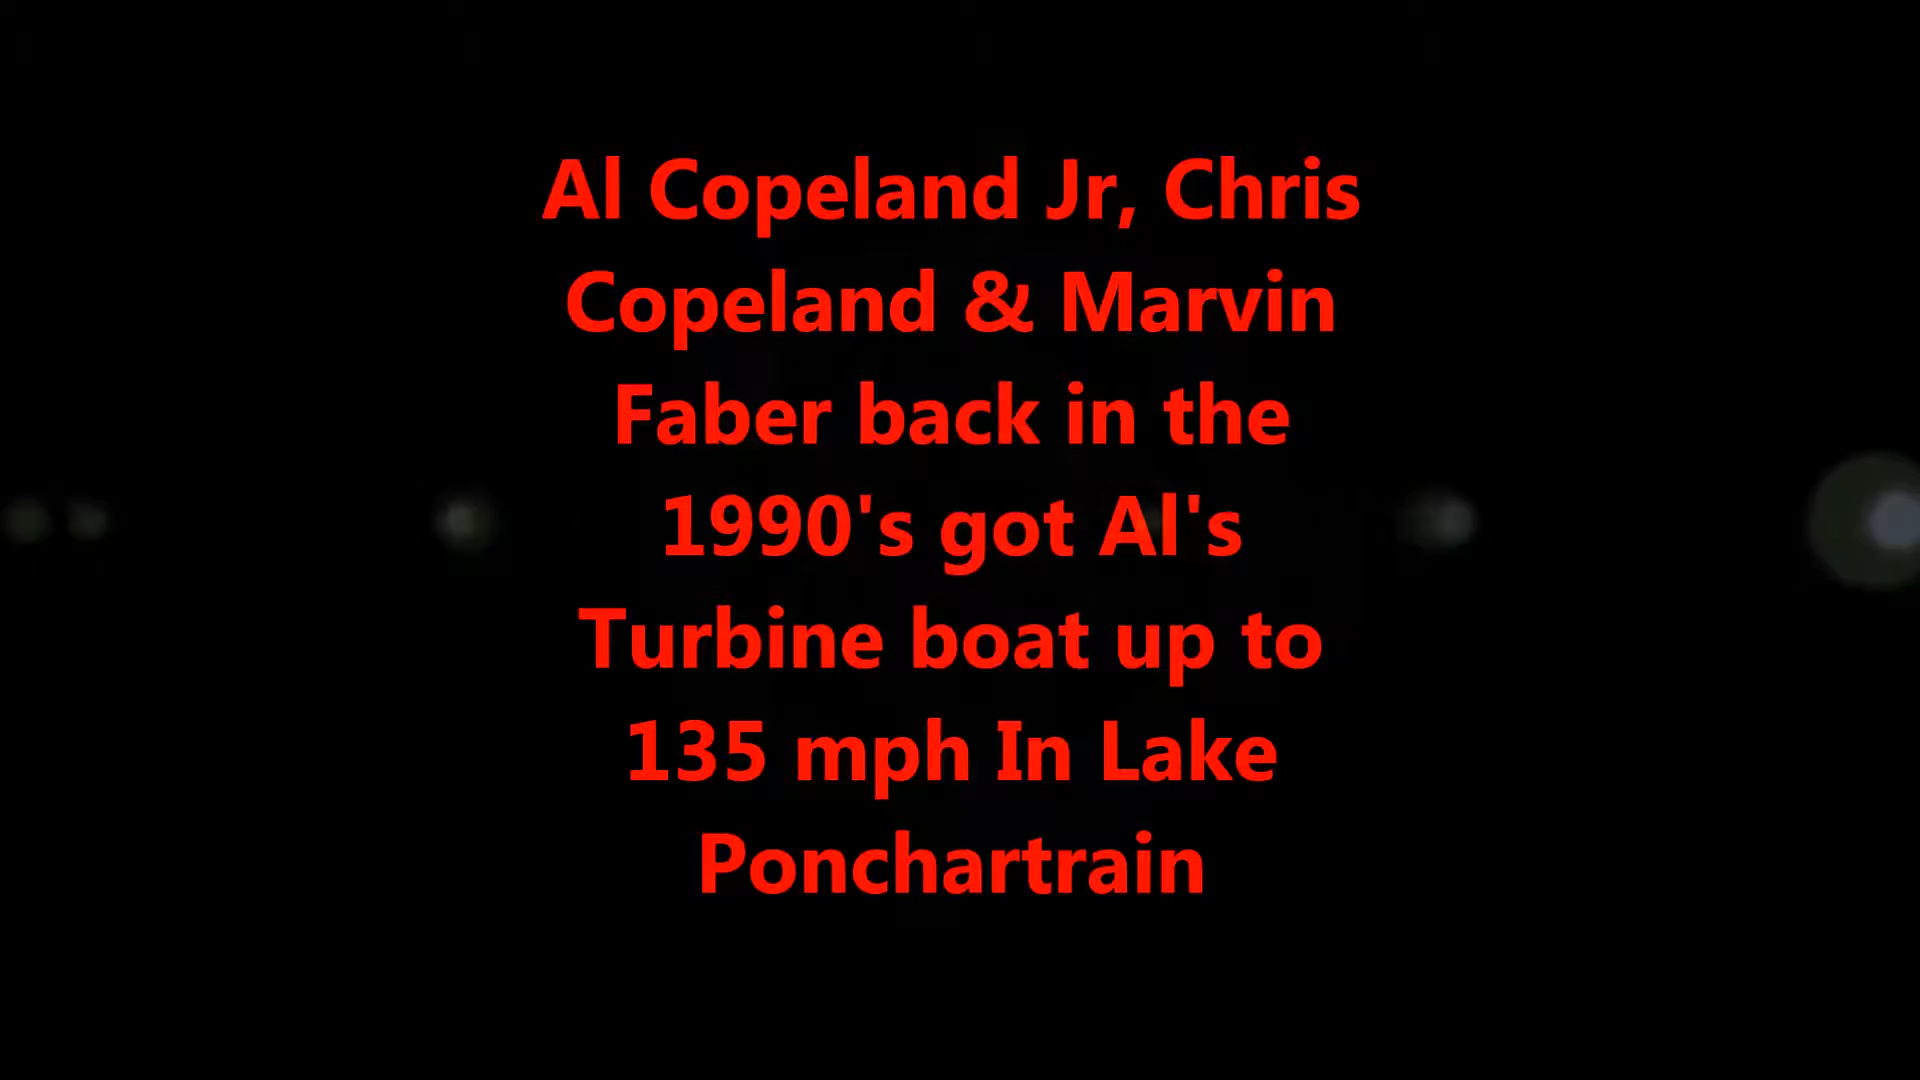 Al Copeland Jr, Chris
Copeland & Marvin
Faber back in the
1990's got Al's
Turbine boat up to
135 mph In Lake
Ponchartrain